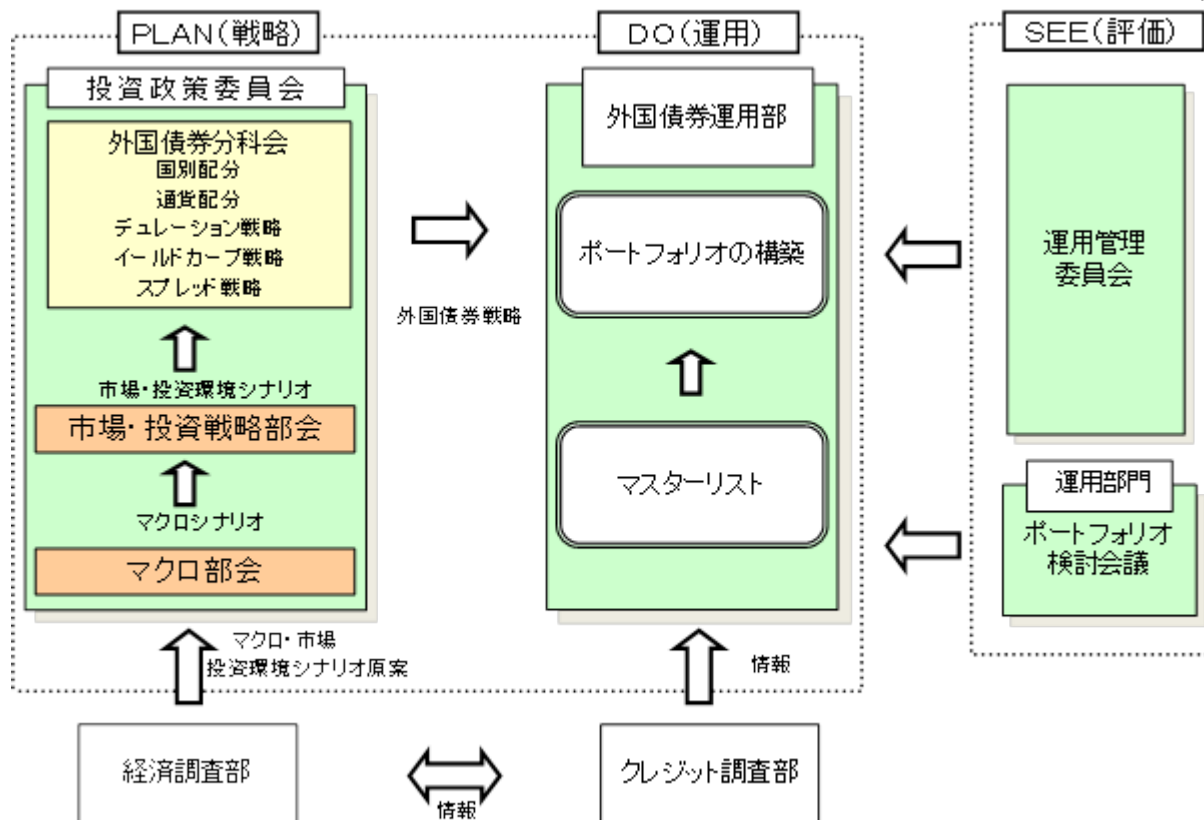 PLAN(戦略)
投資政策委員会
外国債券分科会
国別配分
通貨配分
デュレーション戦略
イールドカーブ戦略
スプレッド戦略
市場・投資環境シナリオ
市場・投資戦略部会
マクロシナリオ
マクロ部会
マクロ・市場
投資環境シナリオ原案
経済調査部
外国債券戦略
情報
DO(運用)
外国債券運用部
ポートフォリオの構築
マスターリスト
情報
クレジット調査部
SEE(評価)
運用管理
委員会
運用部門
ポートフォリオ
検討会議